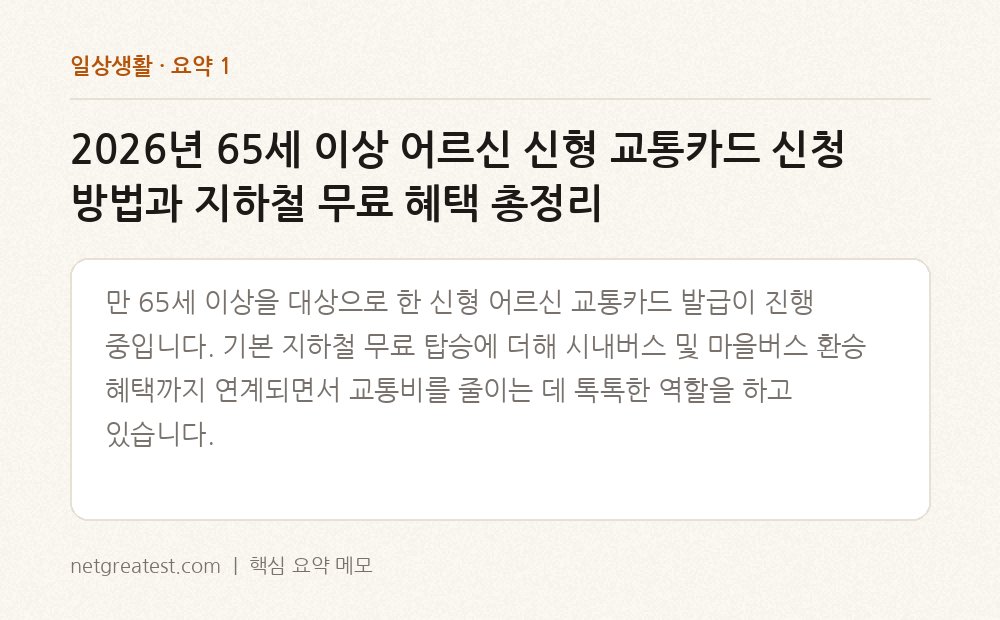 일상생활 · 요약 1
2026년 65세 이상 어르신 신형 교통카드 신청
방법과 지하철 무료 혜택 총정리
만 65세 이상을 대상으로 한 신형 어르신 교통카드 발급이 진행
중입니다. 기본 지하철 무료 탑승에 더해 시내버스 및 마을버스 환승
혜택까지 연계되면서 교통비를 줄이는 데 톡톡한 역할을 하고
있습니다.
netgreatest.com | 핵심 요약 메모